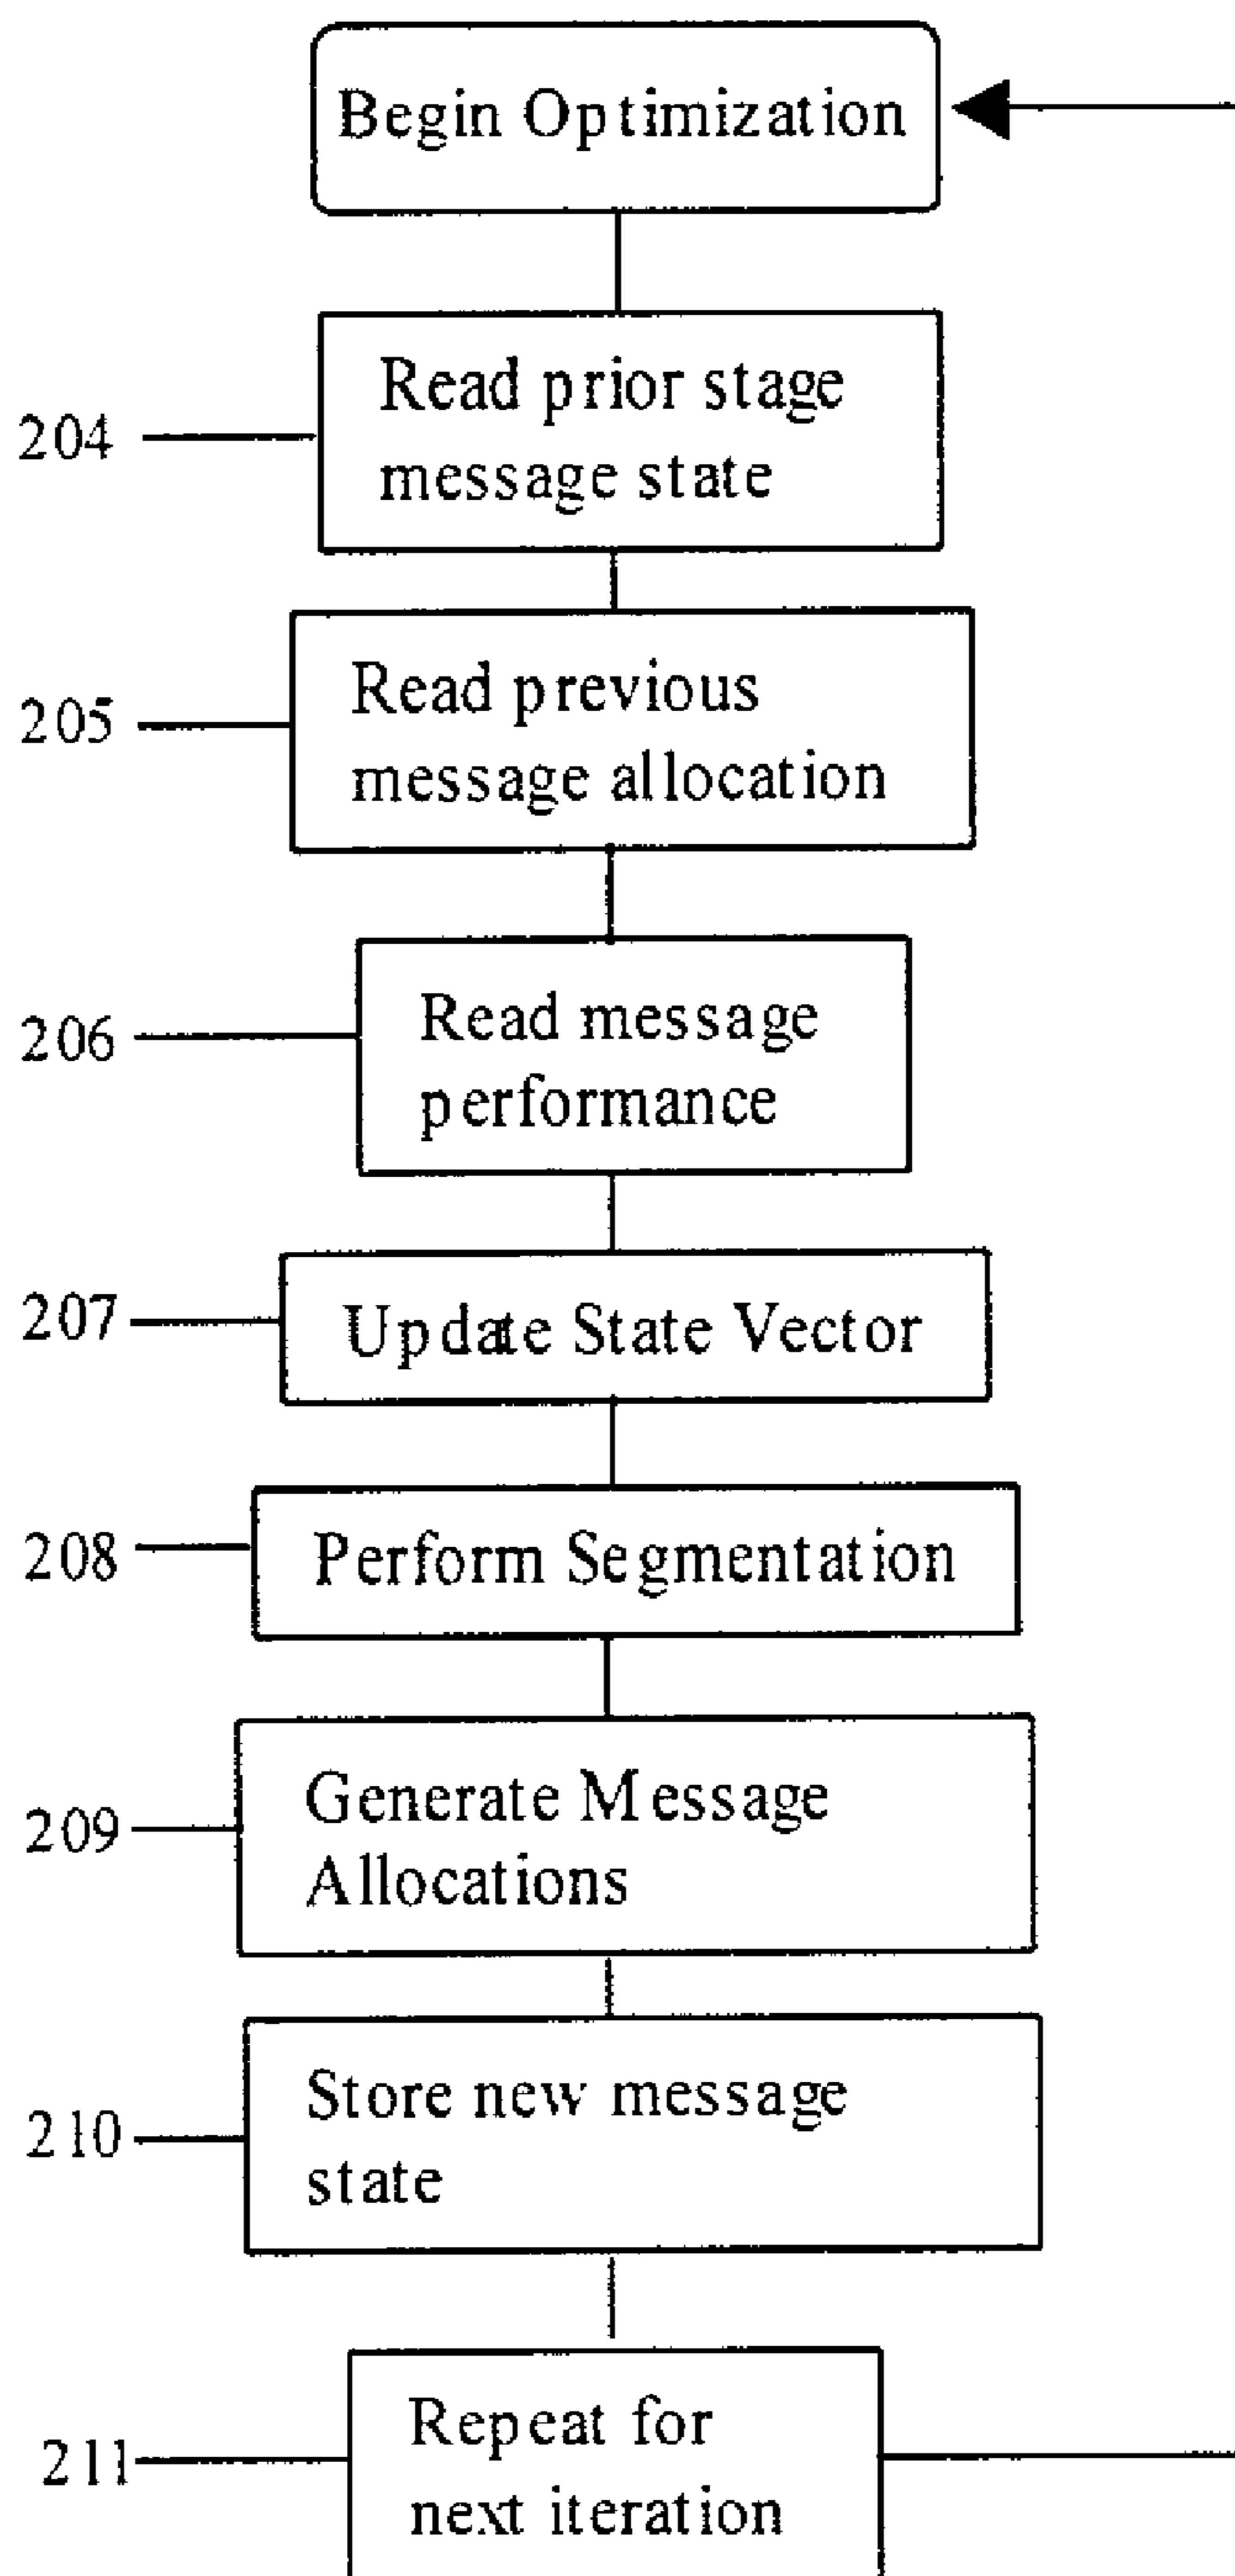 Begin Optimization
204
Read prior stage
message state
205
Read previous
message allocation
206
Read message
performance
207
Update State Vector
208
Perform Segmentation
209
Generate Message
Allocations
210
Store new message
state
211
Repeat for
next iteration